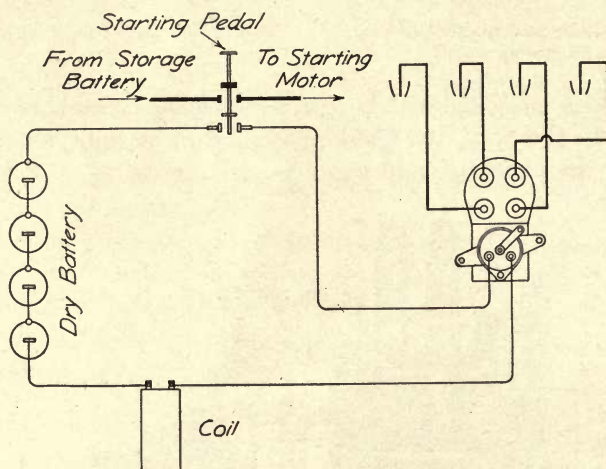 Starting Pedal
From Storage
Battery
To Starting
Motor
Dry Battery
Coil